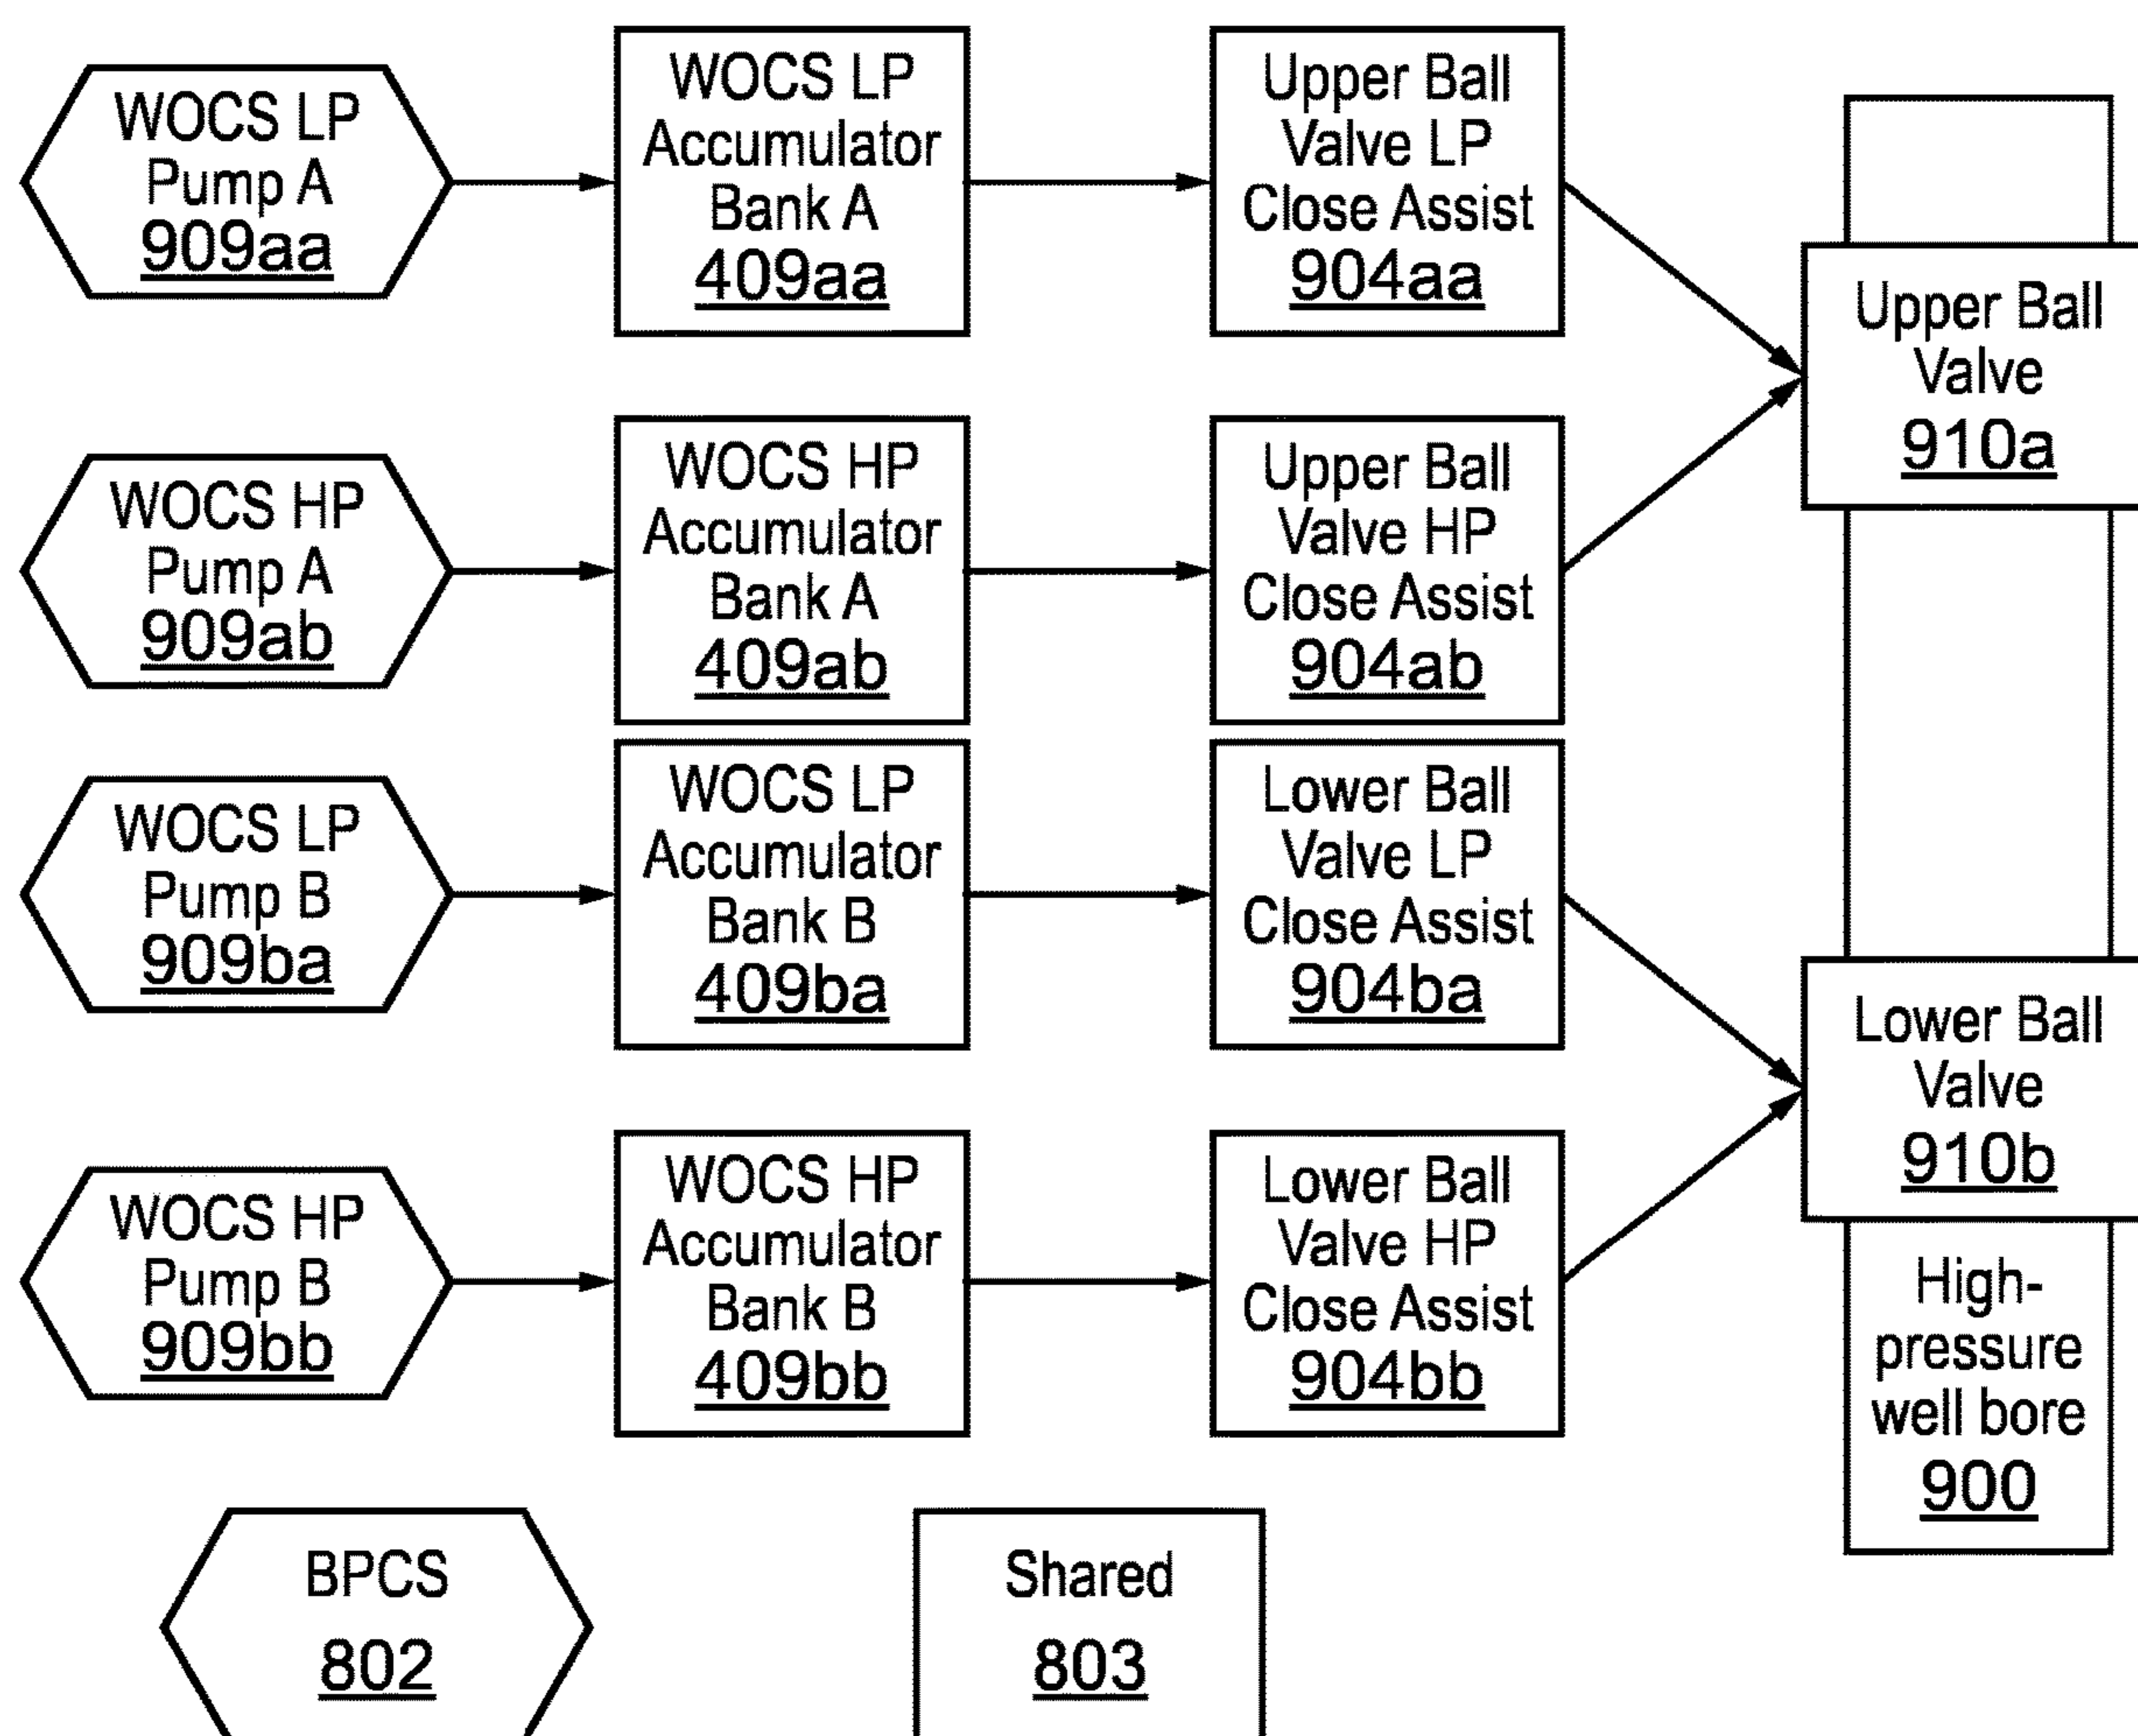 WOCS LP
Pump A
909aa
WOCS LP
Accumulator
Bank A
409aa
Upper Ball
Valve LP
Close Assist
904aa
Upper Ball
Valve
910a
WOCS HP
Pump A
909ab
WOCS HP
Accumulator
Bank A
409ab
Upper Ball
Valve HP
Close Assist
904ab
WOCS LP
Pump B
909ba
WOCS LP
Accumulator
Bank B
409ba
Lower Ball
Valve LP
Close Assist
904ba
Lower Ball
Valve
910b
WOCS HP
Pump B
909bb
WOCS HP
Accumulator
Bank B
409bb
Lower Ball
Valve HP
Close Assist
904bb
High-
pressure
well bore
900
BPCS
802
Shared
803